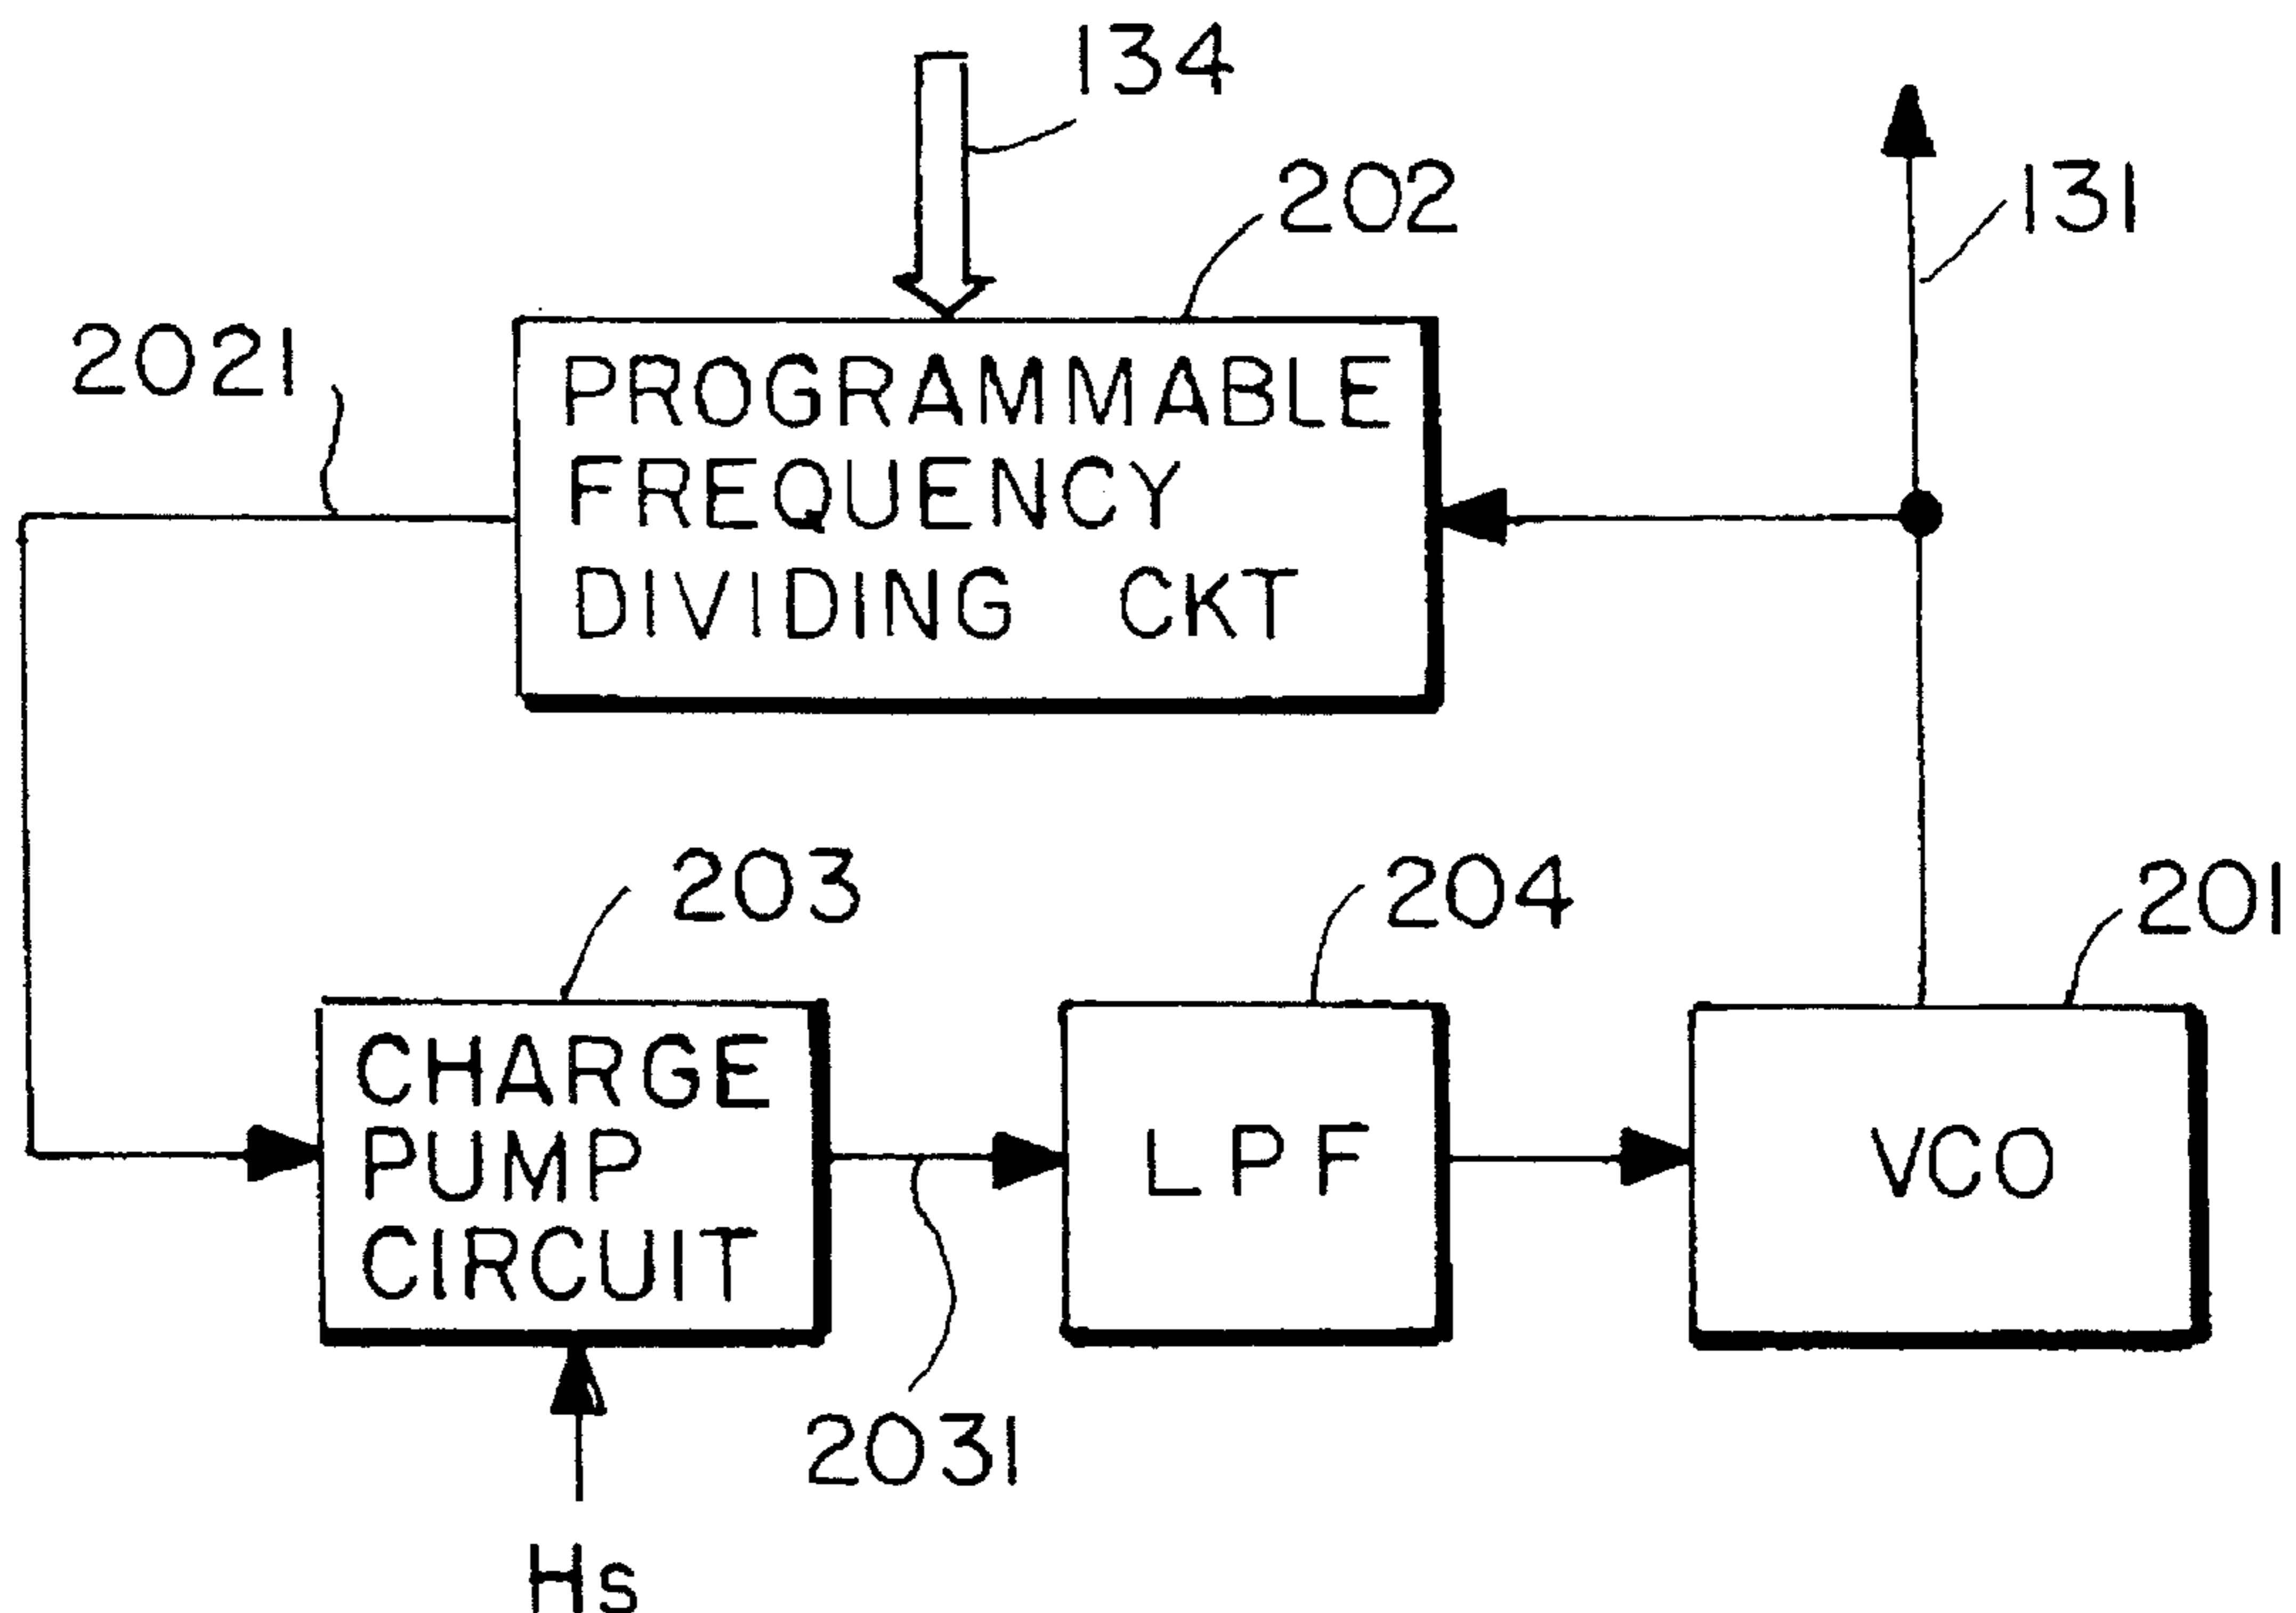 134
202
131
2021
PROGRAMMABLE
FREQUENCY
DIVIDING CKT
203
204
201
CHARGE
PUMP
CIRCUIT
LPF
VCO
2031
Hs